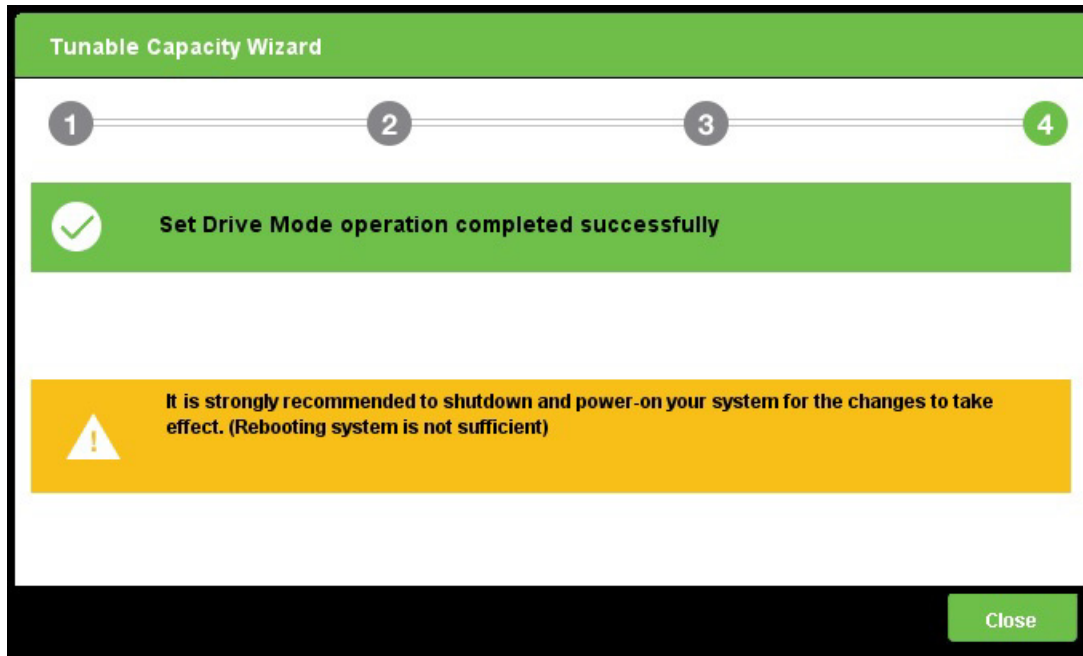 Tunable Capacity Wizard
1 2 3 4
Set Drive Mode operation completed successfully
It is strongly recommended to shutdown and power-on your system for the changes to take
effect. (Rebooting system is not sufficient)
Close